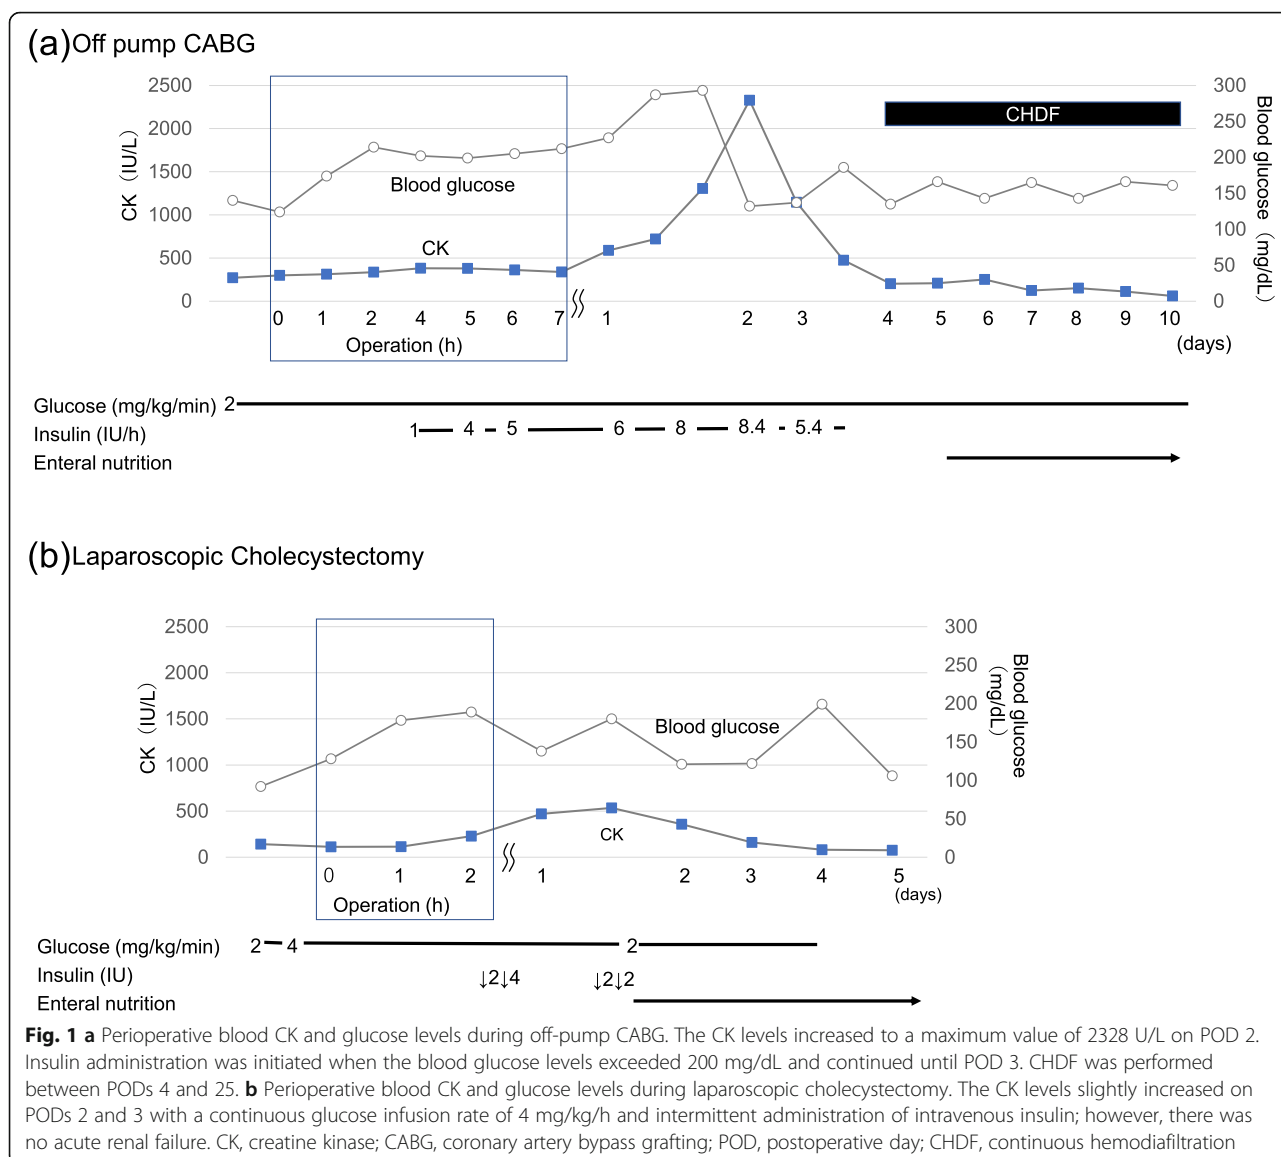 (a) Off pump CABG
2500 300
2000 250
1500 200
1000 150
500 100
0 50
0
CK (IU/L)
Blood glucose (mg/dL)
CHDF
Blood glucose
CK
0 1 2 4 5 6 7 1 2 3 4 5 6 7 8 9 10
Operation (h) (days)
Glucose (mg/kg/min) 2
Insulin (IU/h) 1 4 5 6 8 8.4 5.4
Enteral nutrition
(b) Laparoscopic Cholecystectomy
2500 300
2000 250
1500 200
1000 150
500 100
0 50
0
CK (IU/L)
Blood glucose
(mg/dL)
Blood glucose
CK
0 1 2 1 2 3 4 5
Operation (h) (days)
Glucose (mg/kg/min) 2 4 2
Insulin (IU) ↓2↓4 ↓2↓2
Enteral nutrition
Fig. 1 a Perioperative blood CK and glucose levels during off-pump CABG. The CK levels increased to a maximum value of 2328 U/L on POD 2.
Insulin administration was initiated when the blood glucose levels exceeded 200 mg/dL and continued until POD 3. CHDF was performed
between PODs 4 and 25. b Perioperative blood CK and glucose levels during laparoscopic cholecystectomy. The CK levels slightly increased on
PODs 2 and 3 with a continuous glucose infusion rate of 4 mg/kg/h and intermittent administration of intravenous insulin; however, there was
no acute renal failure. CK, creatine kinase; CABG, coronary artery bypass grafting; POD, postoperative day; CHDF, continuous hemodiafiltration